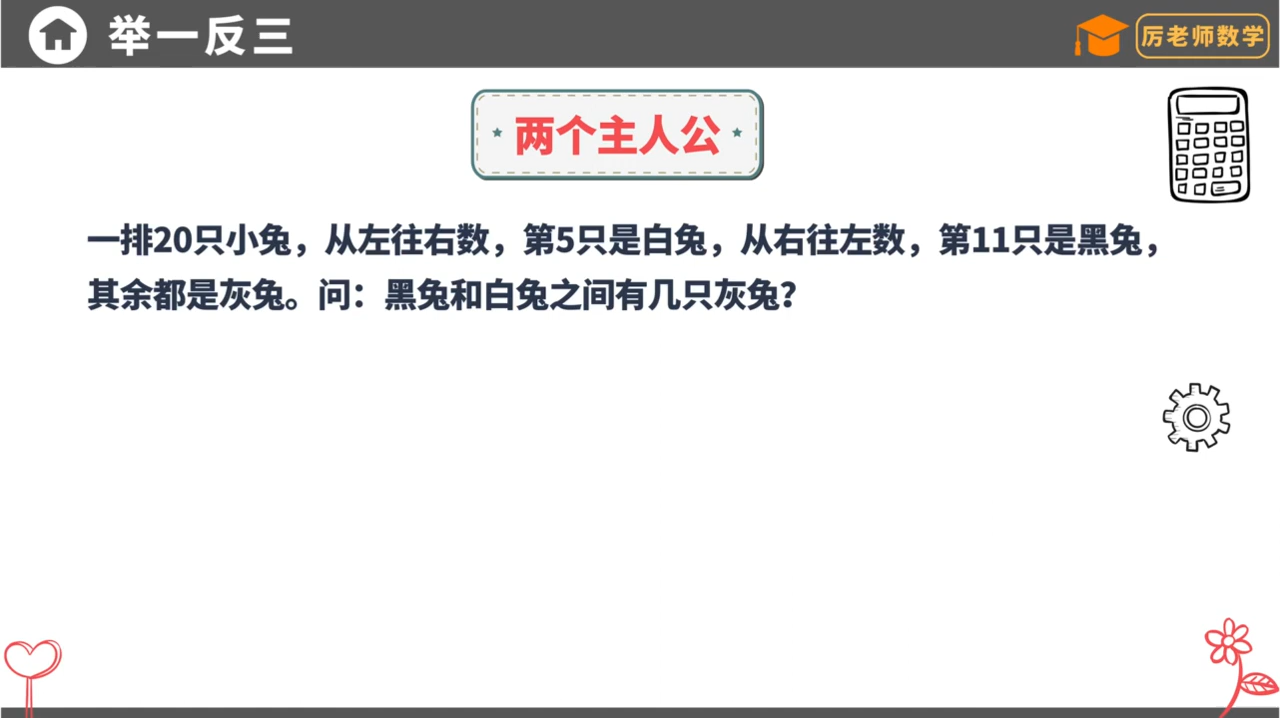 举一反三
厉老师数学
两个主人公
一排20只小兔，从左往右数，第5只是白兔，从右往左数，第11只是黑兔，
其余都是灰兔。问：黑兔和白兔之间有几只灰兔？